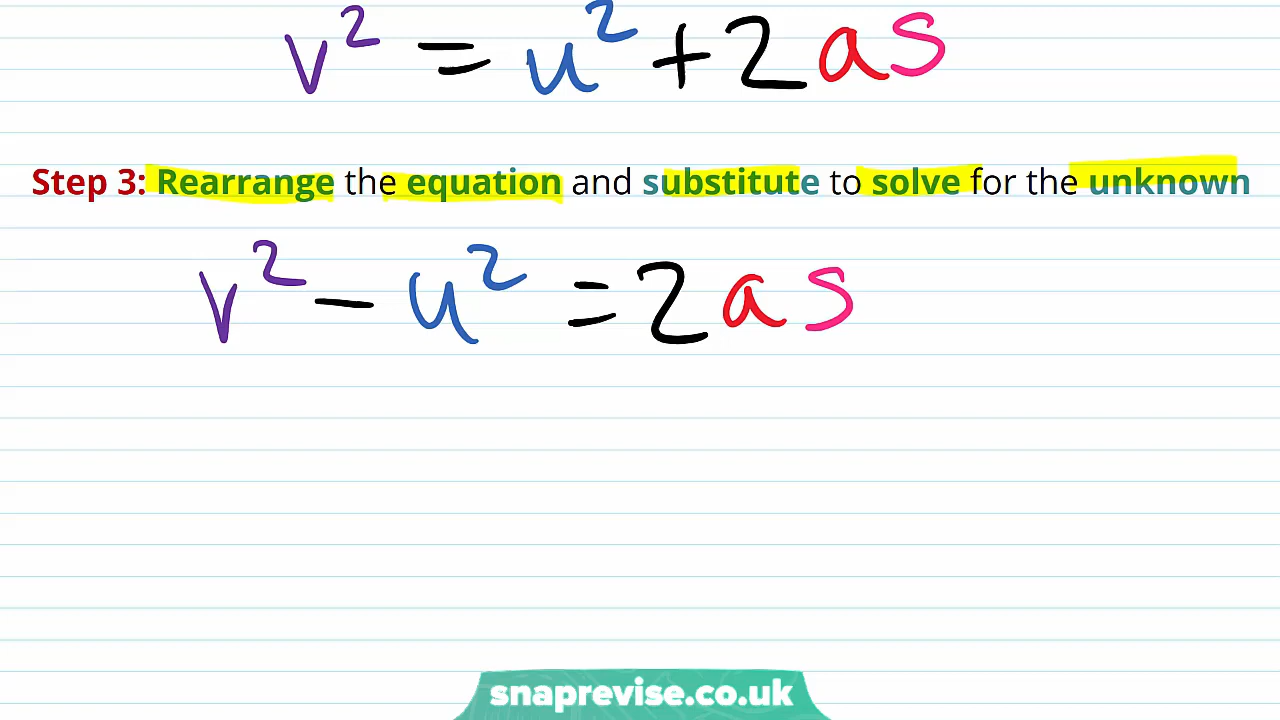 v² = u² + 2as
Step 3: Rearrange the equation and substitute to solve for the unknown
v² − u² = 2as
snaprevise.co.uk